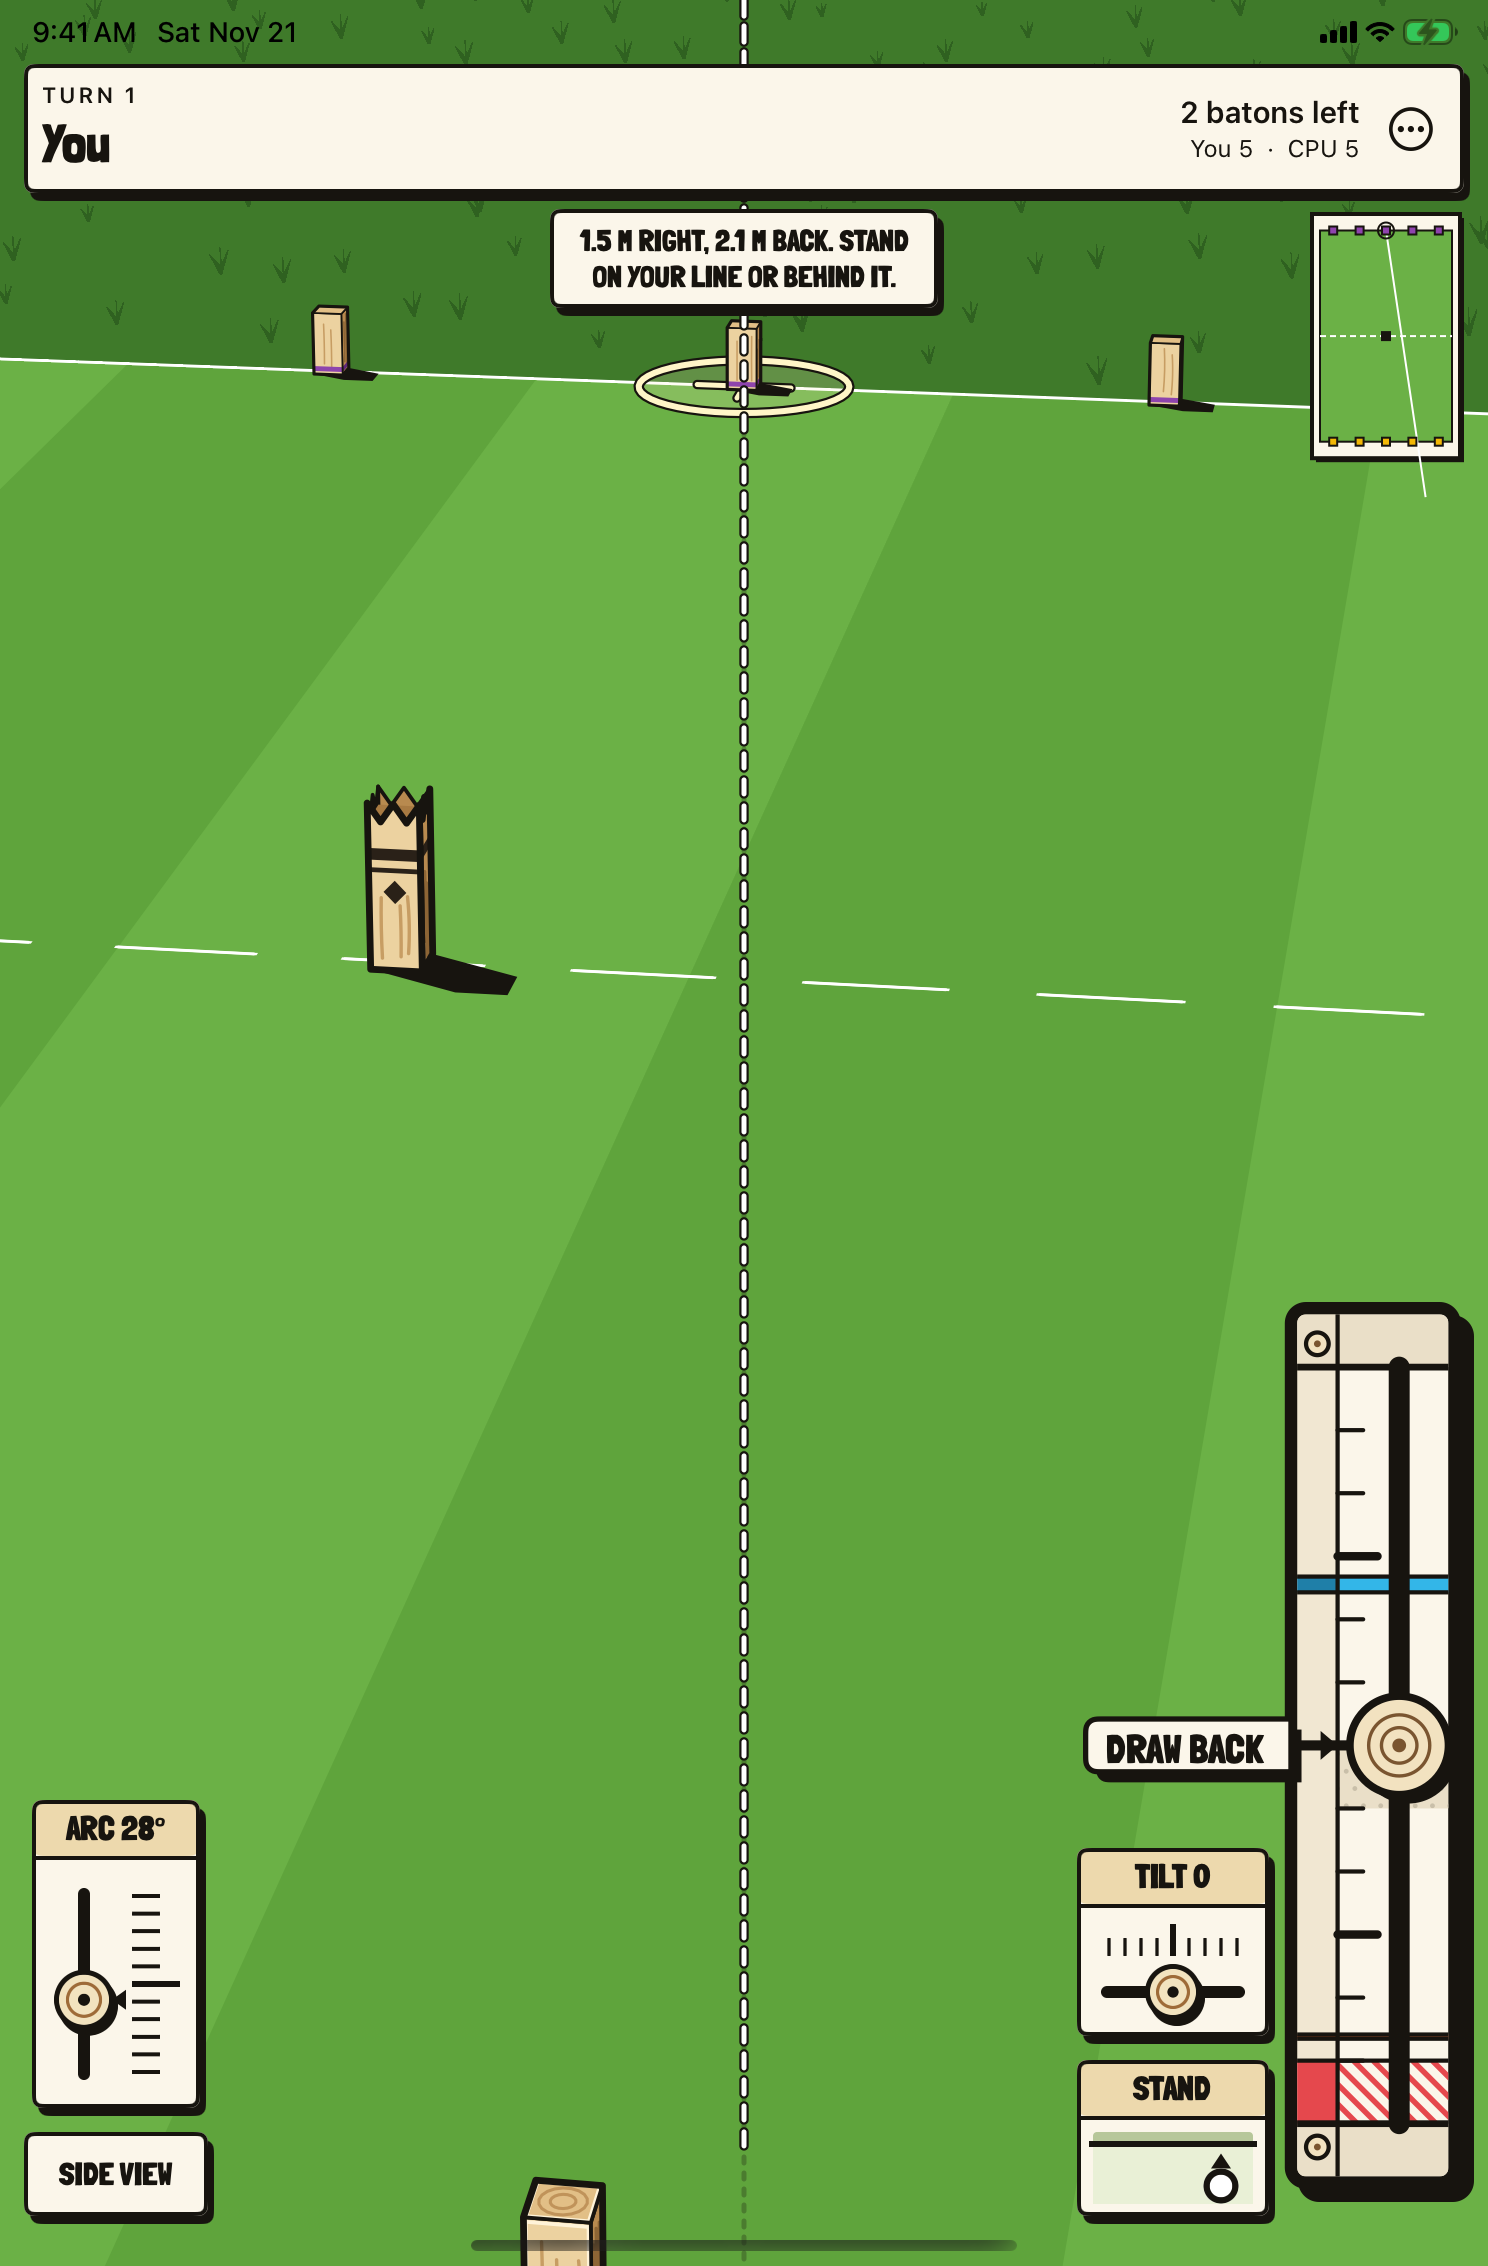 9:41 AM Sat Nov 21
TURN 1
You
2 batons left
You 5 · CPU 5
1.5 M RIGHT, 2.1 M BACK. STAND
ON YOUR LINE OR BEHIND IT.
DRAW BACK
ARC 28°
TILT 0
STAND
SIDE VIEW